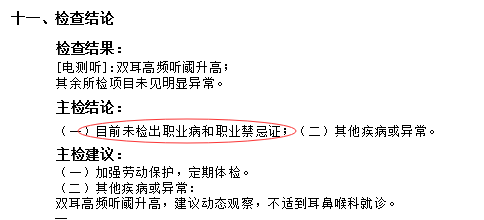 十一、检查结论
检查结果：
[电测听]:双耳高频听阈升高；
其余所检项目未见明显异常。
主检结论：
（一）目前未检出职业病和职业禁忌证；（二）其他疾病或异常。
主检建议：
（一）加强劳动保护，定期体检。
（二）其他疾病或异常：
双耳高频听阈升高，建议动态观察，不适到耳鼻喉科就诊。